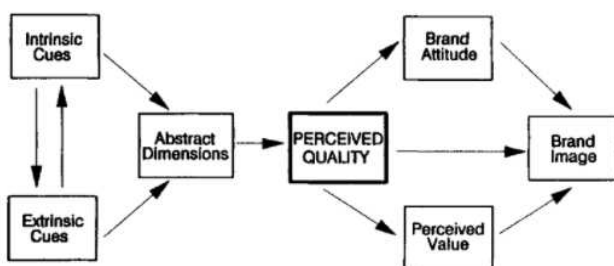 Intrinsic
Cues
Brand
Attitude
Abstract
Dimensions
PERCEIVED
QUALITY
Brand
Image
Extrinsic
Cues
Perceived
Value